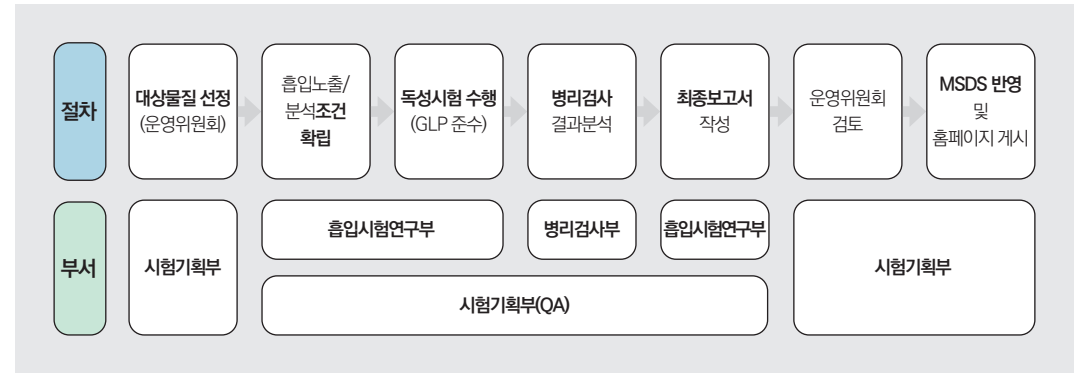 절차
대상물질 선정
(운영위원회)
흡입노출/
분석조건
확립
독성시험 수행
(GLP 준수)
병리검사
결과분석
최종보고서
작성
운영위원회
검토
MSDS 반영
및
홈페이지 게시
부서
시험기획부
흡입시험연구부
병리검사부
흡입시험연구부
시험기획부(QA)
시험기획부